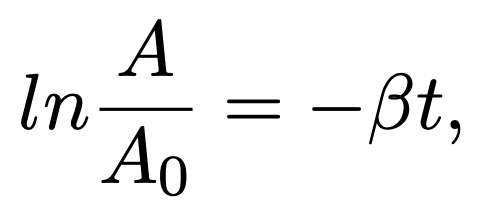 ln A/A₀ = −βt,